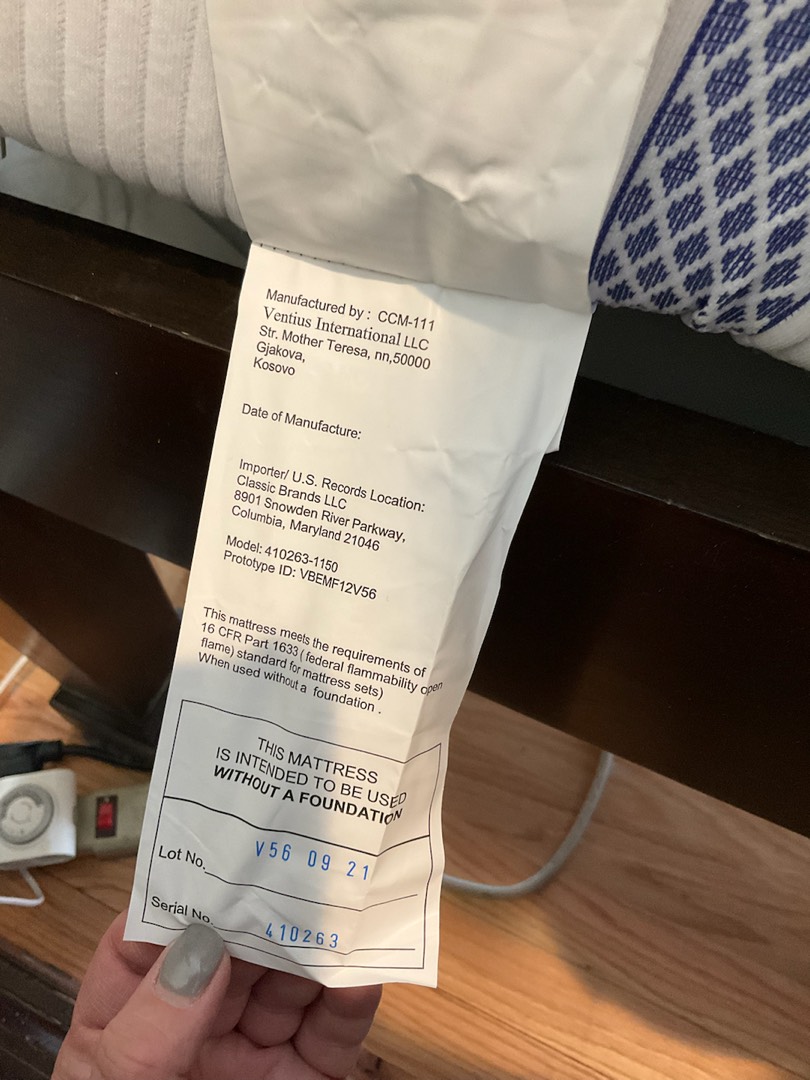 Manufactured by : CCM-111
Ventius International LLC
Str. Mother Teresa, nn,50000
Gjakova,
Kosovo
Date of Manufacture:
Importer/ U.S. Records Location:
Classic Brands LLC
8901 Snowden River Parkway,
Columbia, Maryland 21046
Model: 410263-1150
Prototype ID: VBEMF12V56
This mattress meets the requirements of
16 CFR Part 1633 ( federal flammability open
flame) standard for mattress sets)
When used without a foundation .
THIS MATTRESS
IS INTENDED TO BE USED
WITHOUT A FOUNDATION
Lot No. V56 09 21
Serial No. 410263